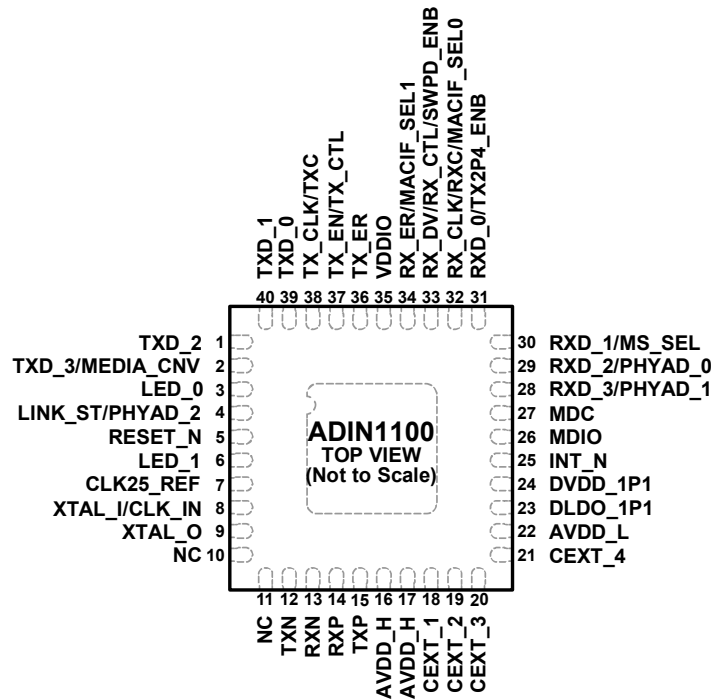 TXD_1
TXD_0
TX_CLK/TXC
TX_EN/TX_CTL
TX_ER
VDDIO
RX_ER/MACIF_SEL1
RX_DV/RX_CTL/SWPD_ENB
RX_CLK/RXC/MACIF_SEL0
RXD_0/TX2P4_ENB
40 39 38 37 36 35 34 33 32 31
TXD_2 1
TXD_3/MEDIA_CNV 2
LED_0 3
LINK_ST/PHYAD_2 4
RESET_N 5
LED_1 6
CLK25_REF 7
XTAL_I/CLK_IN 8
XTAL_O 9
NC 10
ADIN1100
TOP VIEW
(Not to Scale)
30 RXD_1/MS_SEL
29 RXD_2/PHYAD_0
28 RXD_3/PHYAD_1
27 MDC
26 MDIO
25 INT_N
24 DVDD_1P1
23 DLDO_1P1
22 AVDD_L
21 CEXT_4
11 12 13 14 15 16 17 18 19 20
NC
TXN
RXN
RXP
TXP
AVDD_H
AVDD_H
CEXT_1
CEXT_2
CEXT_3